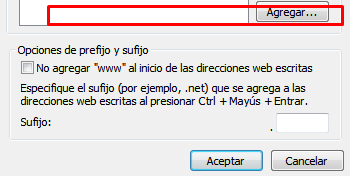 Agregar...
Opciones de prefijo y sufijo
No agregar "www" al inicio de las direcciones web escritas
Especifique el sufijo (por ejemplo, .net) que se agrega a las
direcciones web escritas al presionar Ctrl + Mayús + Entrar.
Sufijo: .
Aceptar Cancelar